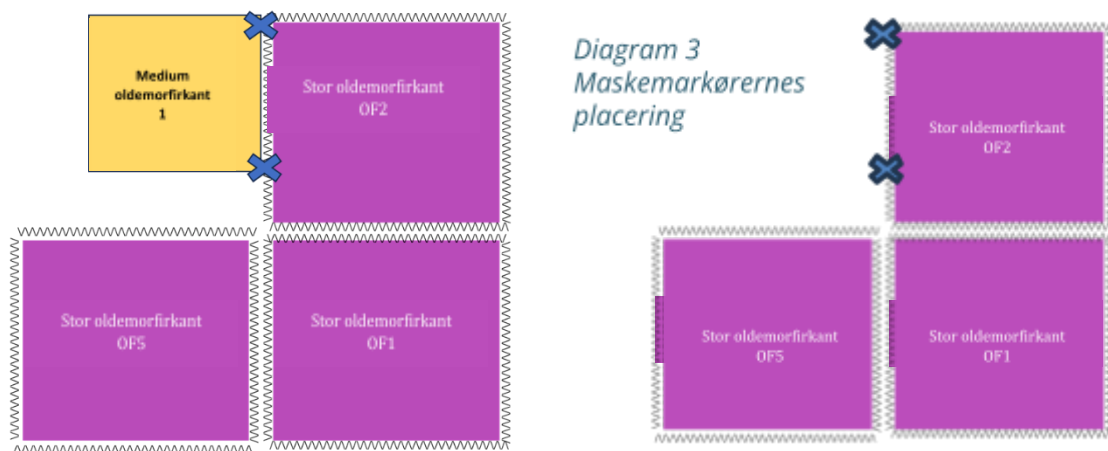 Medium
oldemorfirkant
1
Stor oldemorfirkant
OF2
Stor oldemorfirkant
OF5
Stor oldemorfirkant
OF1
Diagram 3
Maskemarkørernes
placering
Stor oldemorfirkant
OF2
Stor oldemorfirkant
OF5
Stor oldemorfirkant
OF1